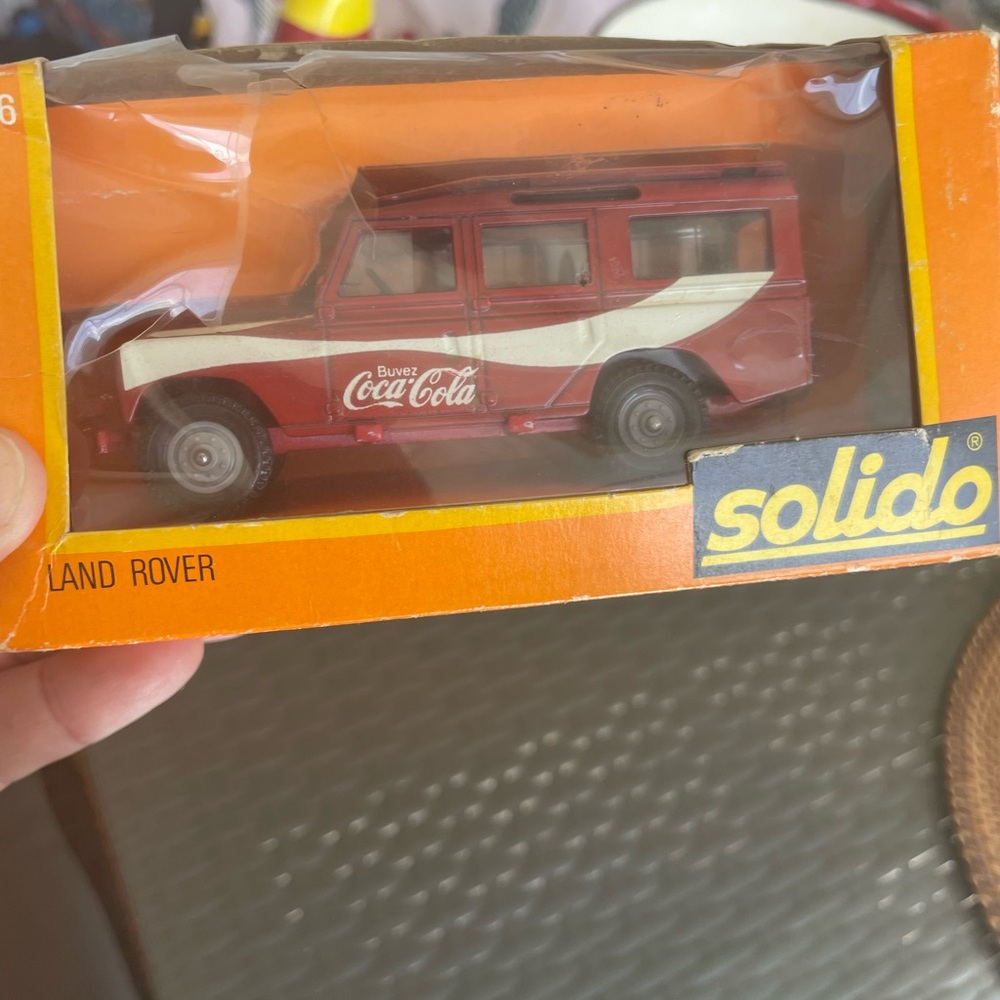 6
Buvez
Coca-Cola
solido®
LAND ROVER